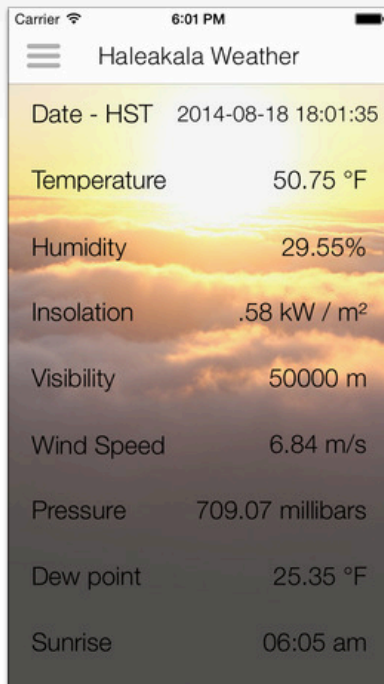 Carrier 6:01 PM
Haleakala Weather
Date - HST 2014-08-18 18:01:35
Temperature 50.75 °F
Humidity 29.55%
Insolation .58 kW / m²
Visibility 50000 m
Wind Speed 6.84 m/s
Pressure 709.07 millibars
Dew point 25.35 °F
Sunrise 06:05 am